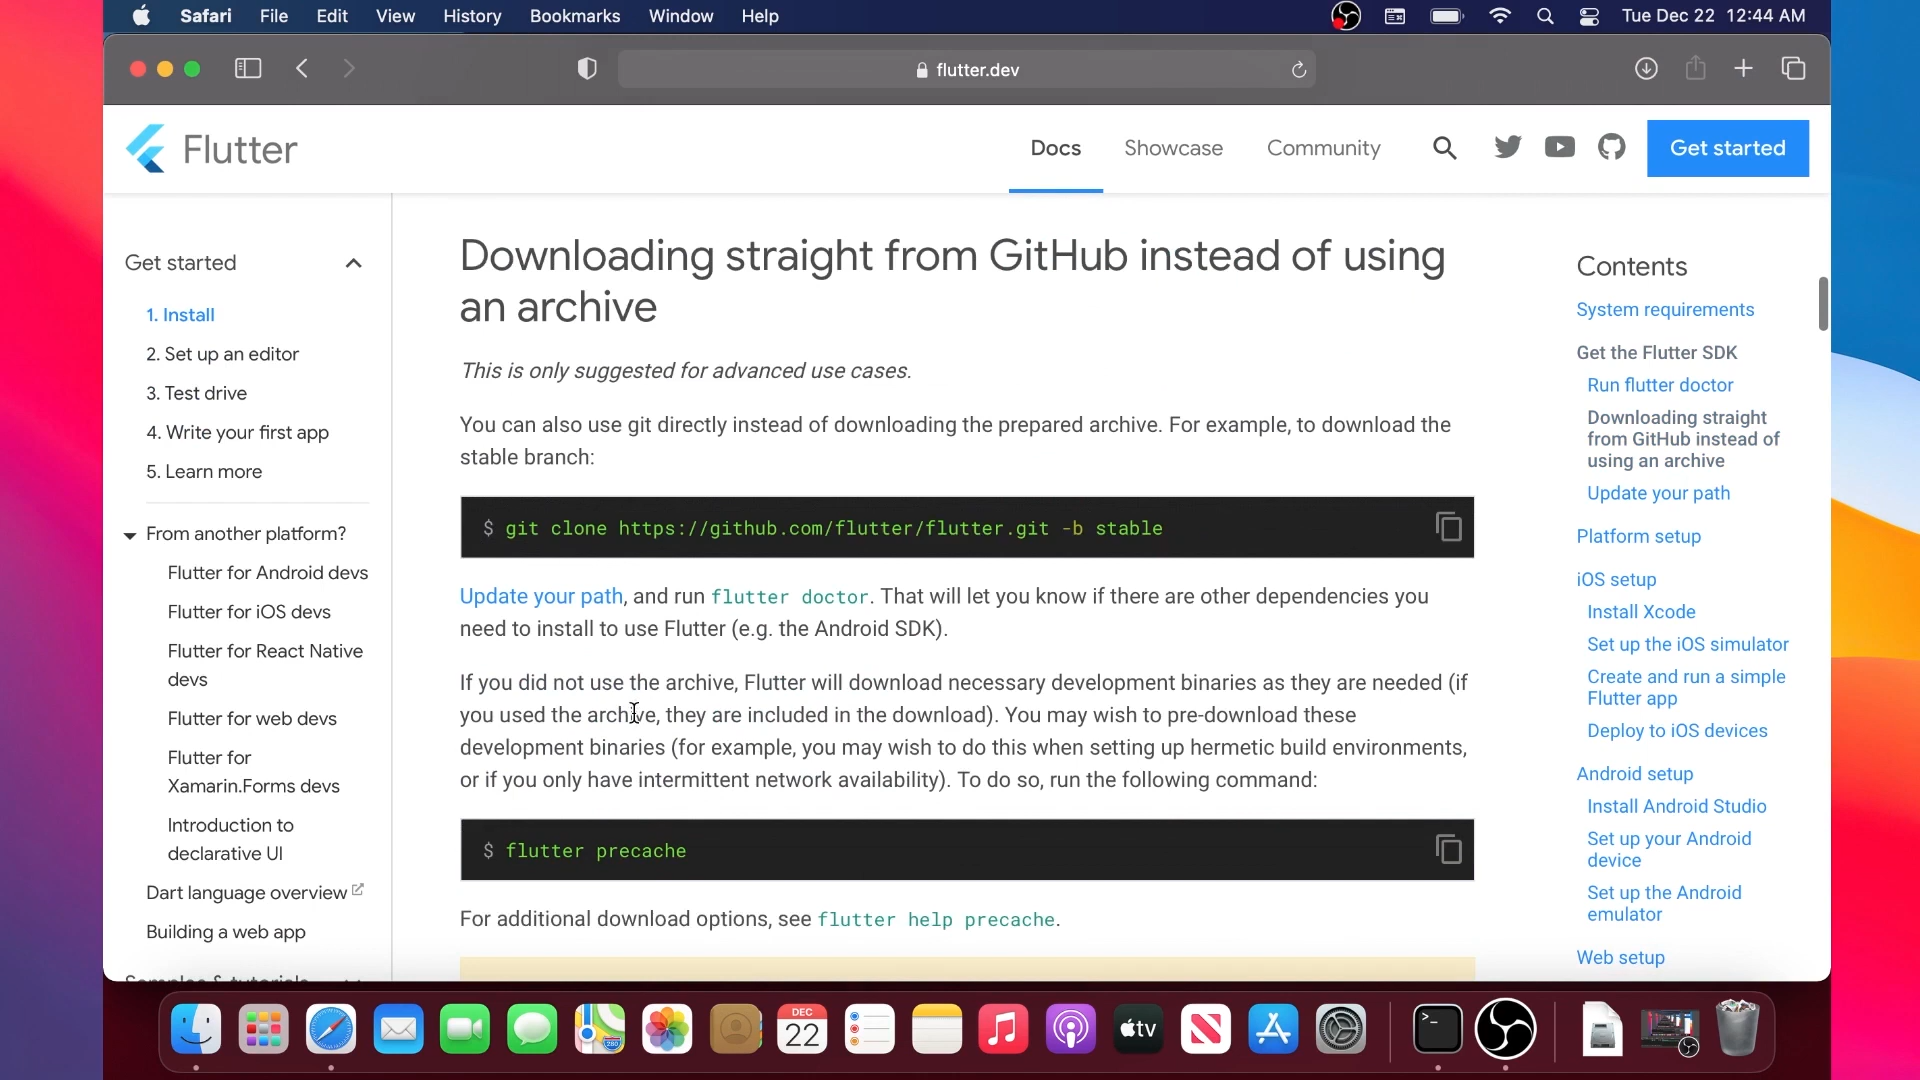 Safari File Edit View History Bookmarks Window Help Tue Dec 22 12:44 AM
flutter.dev
Flutter Docs Showcase Community Get started
Get started
1. Install
2. Set up an editor
3. Test drive
4. Write your first app
5. Learn more
From another platform?
Flutter for Android devs
Flutter for iOS devs
Flutter for React Native
devs
Flutter for web devs
Flutter for
Xamarin.Forms devs
Introduction to
declarative UI
Dart language overview
Building a web app
Samples & tutorials
Downloading straight from GitHub instead of using
an archive
This is only suggested for advanced use cases.
You can also use git directly instead of downloading the prepared archive. For example, to download the
stable branch:
$ git clone https://github.com/flutter/flutter.git -b stable
Update your path, and run flutter doctor. That will let you know if there are other dependencies you
need to install to use Flutter (e.g. the Android SDK).
If you did not use the archive, Flutter will download necessary development binaries as they are needed (if
you used the archive, they are included in the download). You may wish to pre-download these
development binaries (for example, you may wish to do this when setting up hermetic build environments,
or if you only have intermittent network availability). To do so, run the following command:
$ flutter precache
For additional download options, see flutter help precache.
Contents
System requirements
Get the Flutter SDK
Run flutter doctor
Downloading straight
from GitHub instead of
using an archive
Update your path
Platform setup
iOS setup
Install Xcode
Set up the iOS simulator
Create and run a simple
Flutter app
Deploy to iOS devices
Android setup
Install Android Studio
Set up your Android
device
Set up the Android
emulator
Web setup
280
DEC
22
tv
>_